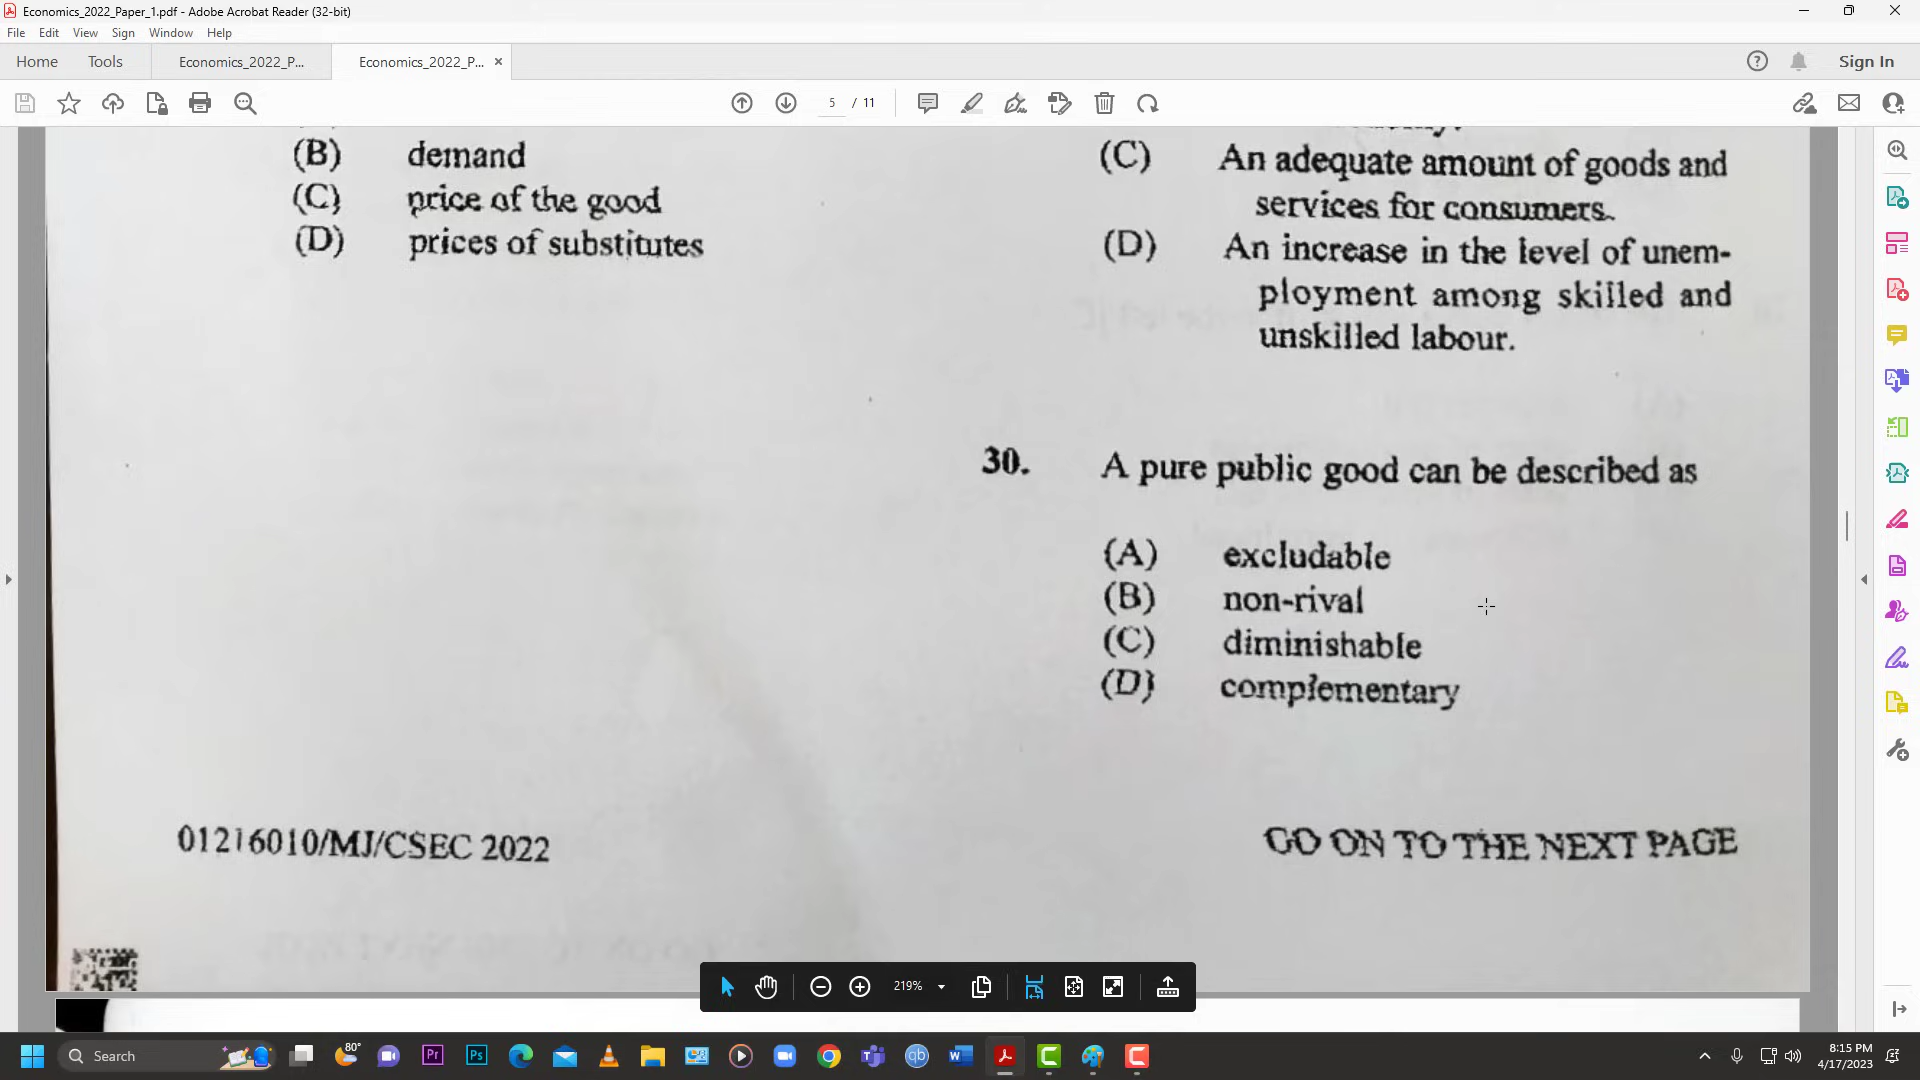 Economics_2022_Paper_1.pdf - Adobe Acrobat Reader (32-bit)
File Edit View Sign Window Help
Home Tools Economics_2022_P... Economics_2022_P... Sign In
5 / 11
(B) demand
(C) price of the good
(D) prices of substitutes
(C) An adequate amount of goods and
services for consumers.
(D) An increase in the level of unem-
ployment among skilled and
unskilled labour.
30. A pure public good can be described as
(A) excludable
(B) non-rival
(C) diminishable
(D) complementary
01216010/MJ/CSEC 2022
GO ON TO THE NEXT PAGE
219%
Search
80°
8:15 PM
4/17/2023